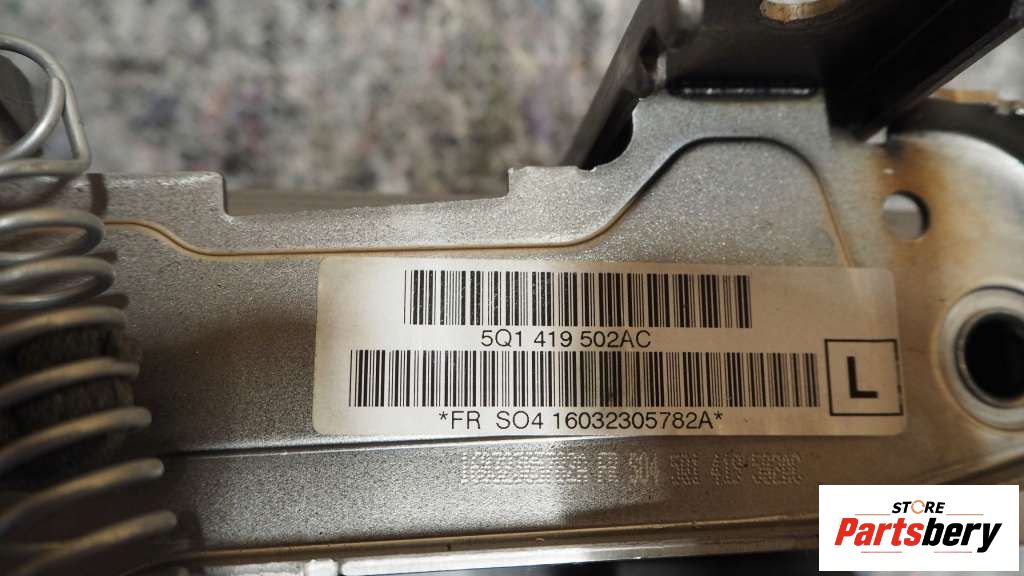 5Q1 419 502AC
L
*FR SO4 16032305782A*
STORE
Partsbery